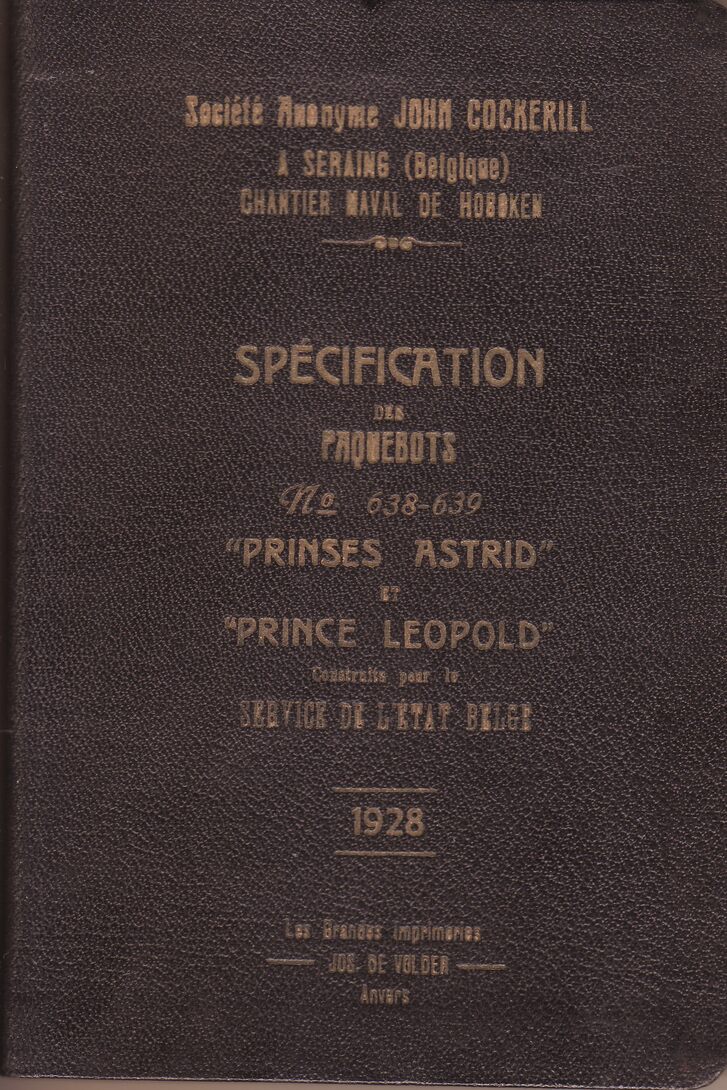 Société Anonyme JOHN COCKERILL
A SERAING (Belgique)
CHANTIER NAVAL DE HOBOKEN
SPÉCIFICATION
DES
PAQUEBOTS
No 638-639
"PRINSES ASTRID"
ET
"PRINCE LEOPOLD"
Construits pour le
SERVICE DE L'ÉTAT BELGE
1928
Les Grandes Imprimeries
JOS. DE VOLDER
Anvers